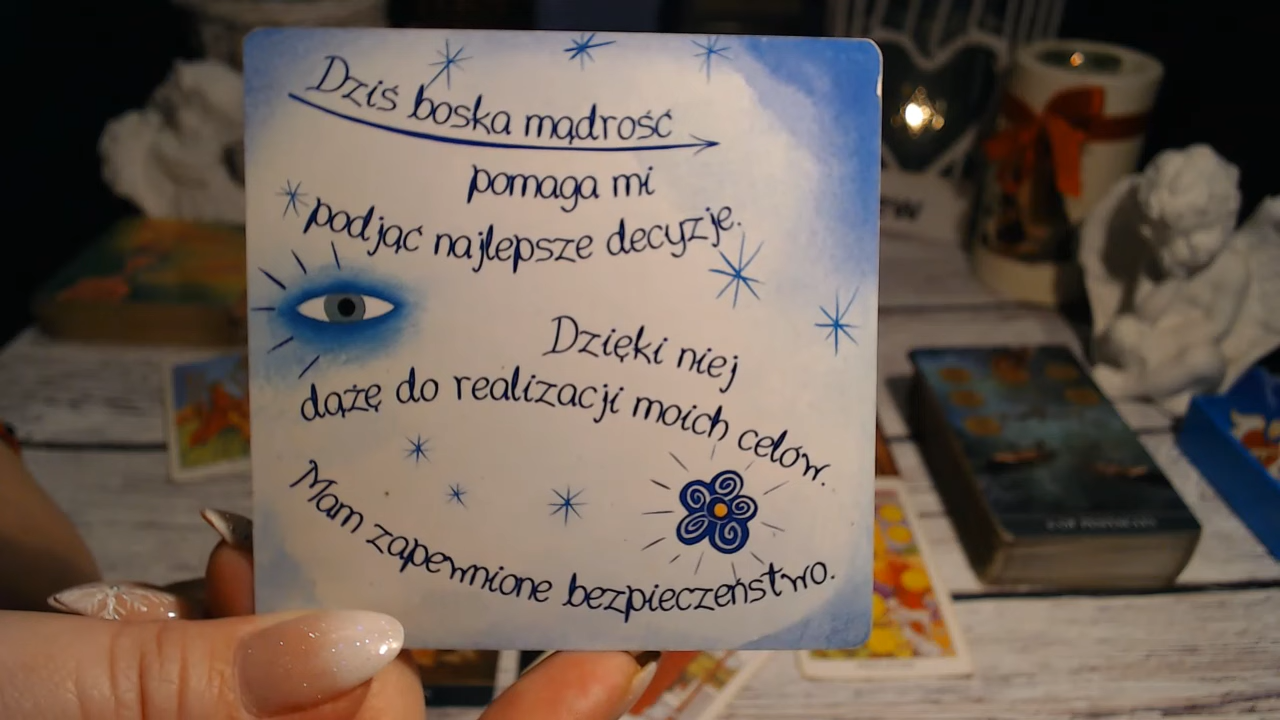 Dziś boska mądrość
pomaga mi
podjąć najlepsze decyzje.
Dzięki niej
dążę do realizacji moich celów.
Mam zapewnione bezpieczeństwo.